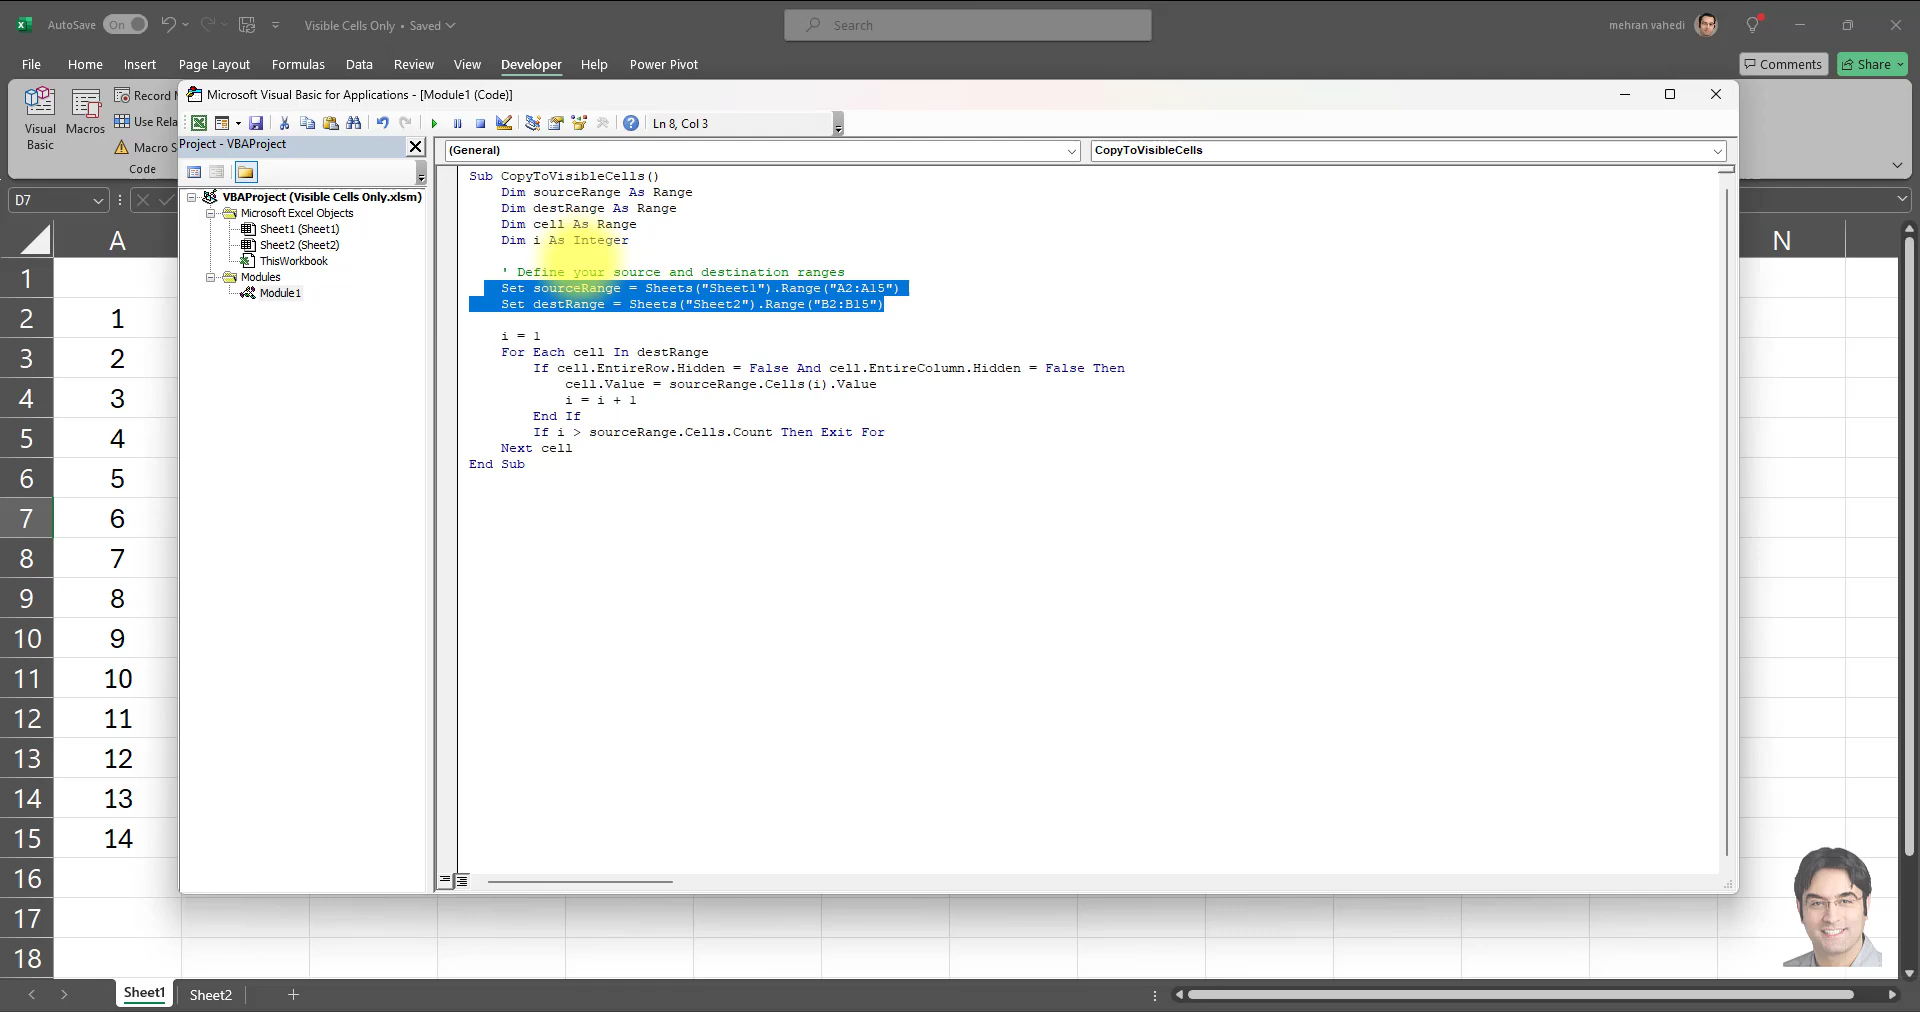 AutoSave On Visible Cells Only • Saved Search mehran vahedi
File Home Insert Page Layout Formulas Data Review View Developer Help Power Pivot Comments Share
Visual Basic
Macros
Record M
Use Rela
Macro S
Code
Microsoft Visual Basic for Applications - [Module1 (Code)]
Ln 8, Col 3
Project - VBAProject
(General) CopyToVisibleCells
D7
VBAProject (Visible Cells Only.xlsm)
Microsoft Excel Objects
Sheet1 (Sheet1)
Sheet2 (Sheet2)
ThisWorkbook
Modules
Module1
Sub CopyToVisibleCells()
Dim sourceRange As Range
Dim destRange As Range
Dim cell As Range
Dim i As Integer
' Define your source and destination ranges
Set sourceRange = Sheets("Sheet1").Range("A2:A15")
Set destRange = Sheets("Sheet2").Range("B2:B15")
i = 1
For Each cell In destRange
If cell.EntireRow.Hidden = False And cell.EntireColumn.Hidden = False Then
cell.Value = sourceRange.Cells(i).Value
i = i + 1
End If
If i > sourceRange.Cells.Count Then Exit For
Next cell
End Sub
A N
1
2 1
3 2
4 3
5 4
6 5
7 6
8 7
9 8
10 9
11 10
12 11
13 12
14 13
15 14
16
17
18
Sheet1 Sheet2